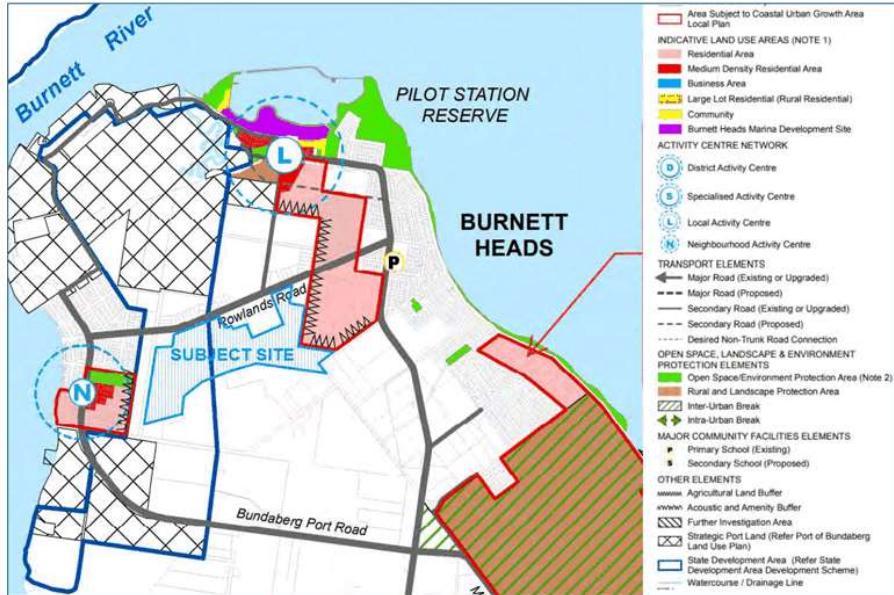 Burnett River
PILOT STATION
RESERVE
L
BURNETT
HEADS
P
Rowlands Road
SUBJECT SITE
N
Bundaberg Port Road
Area Subject to Coastal Urban Growth Area
Local Plan
INDICATIVE LAND USE AREAS (NOTE 1)
Residential Area
Medium Density Residential Area
Business Area
Large Lot Residential (Rural Residential)
Community
Burnett Heads Marina Development Site
ACTIVITY CENTRE NETWORK
D District Activity Centre
S Specialised Activity Centre
L Local Activity Centre
N Neighbourhood Activity Centre
TRANSPORT ELEMENTS
Major Road (Existing or Upgraded)
Major Road (Proposed)
Secondary Road (Existing or Upgraded)
Secondary Road (Proposed)
Desired Non-Trunk Road Connection
OPEN SPACE, LANDSCAPE & ENVIRONMENT
PROTECTION ELEMENTS
Open Space/Environment Protection Area (Note 2)
Rural and Landscape Protection Area
Inter-Urban Break
Intra-Urban Break
MAJOR COMMUNITY FACILITIES ELEMENTS
P Primary School (Existing)
S Secondary School (Proposed)
OTHER ELEMENTS
Agricultural Land Buffer
Acoustic and Amenity Buffer
Further Investigation Area
Strategic Port Land (Refer Port of Bundaberg
Land Use Plan)
State Development Area (Refer State
Development Area Development Scheme)
Watercourse / Drainage Line